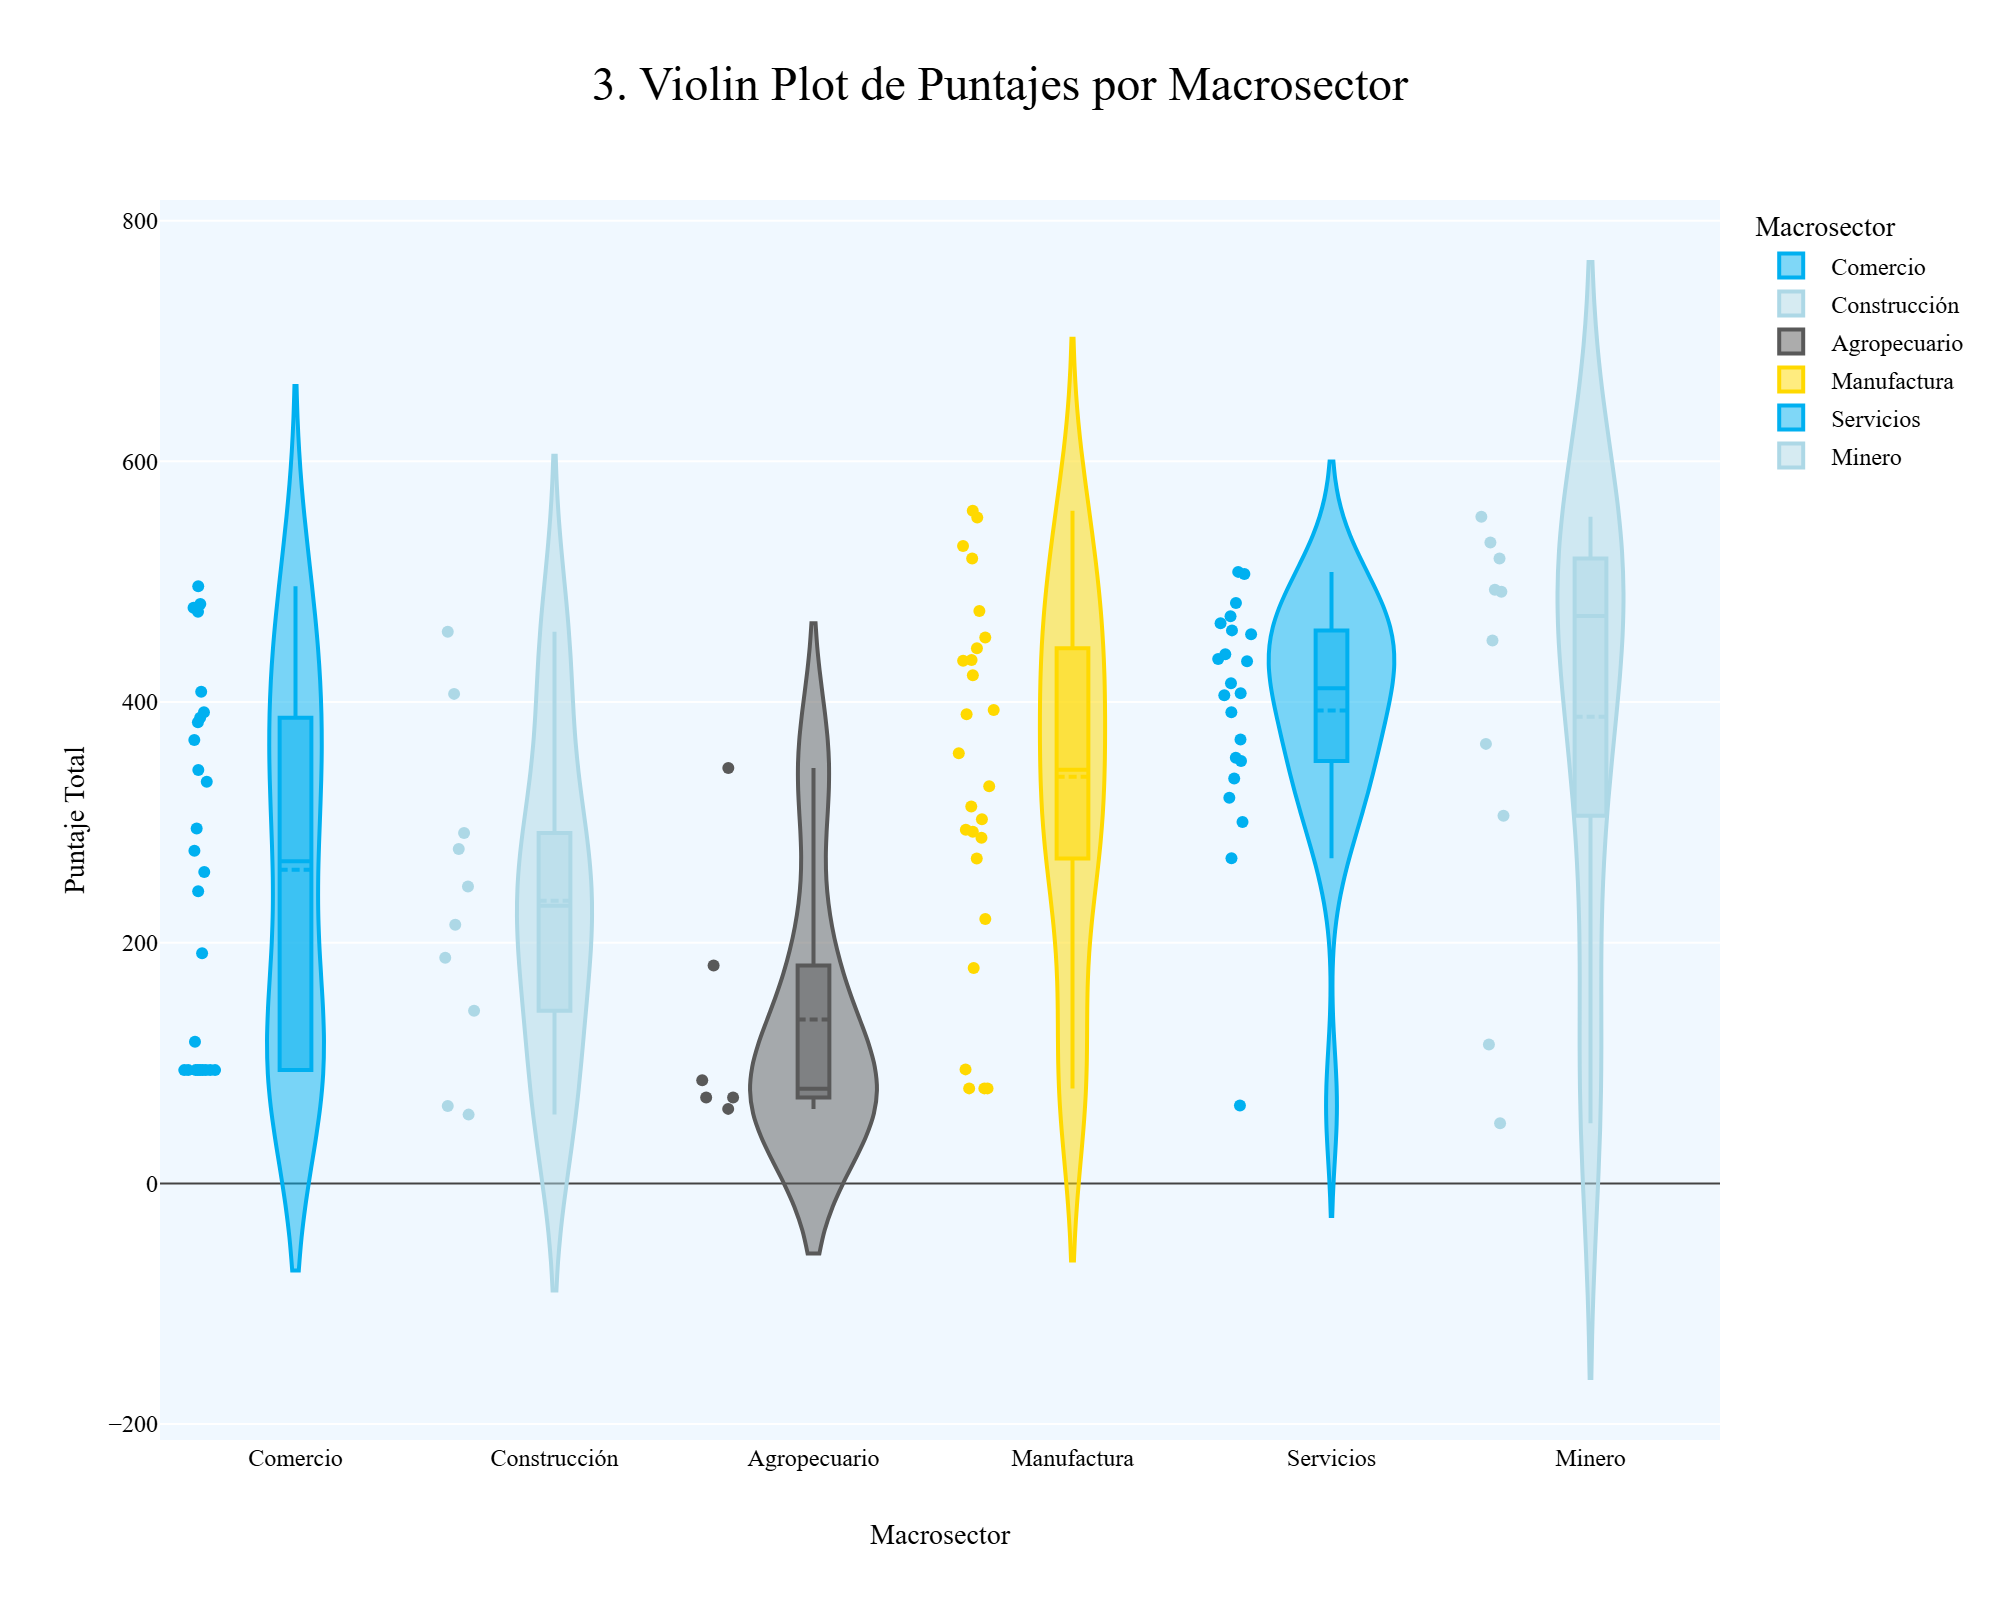 3. Violin Plot de Puntajes por Macrosector
800
600
400
200
0
−200
Puntaje Total
Comercio
Construcción
Agropecuario
Manufactura
Servicios
Minero
Macrosector
Macrosector
Comercio
Construcción
Agropecuario
Manufactura
Servicios
Minero